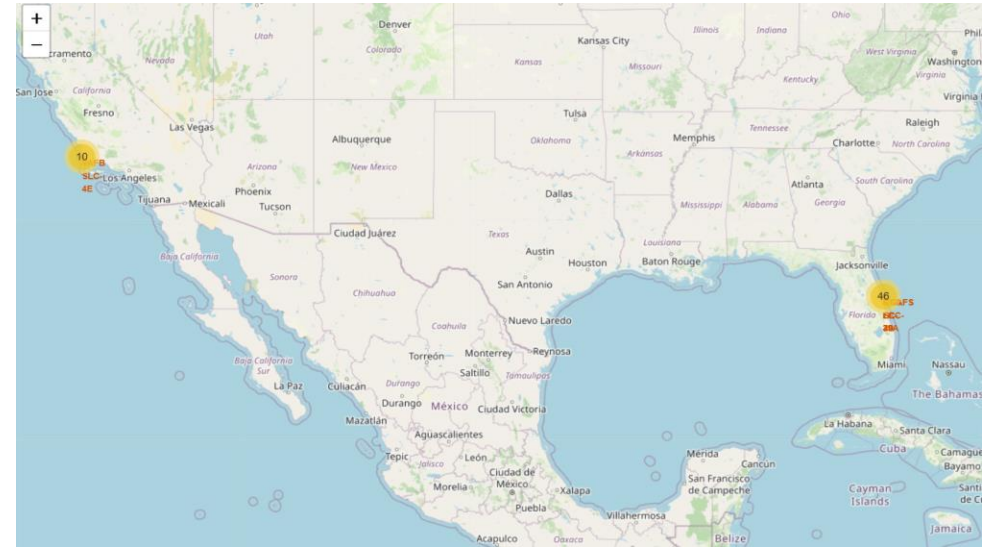 +
−
Denver
Utah
Colorado
Kansas City
Kansas
Missouri
Illinois
Indiana
Ohio
West Virginia
Washington
Virginia
Kentucky
Nevada
San Jose
California
Fresno
Las Vegas
Tulsa
Virginia
Raleigh
Albuquerque
Oklahoma
Memphis
Tennessee
Charlotte
North Carolina
10
SLC-
4E
Los Angeles
Arizona
New Mexico
Arkansas
South Carolina
Phoenix
Tucson
Tijuana
Mexicali
Dallas
Atlanta
Mississippi
Alabama
Georgia
Ciudad Juárez
Texas
Louisiana
Baja California
Austin
Houston
Baton Rouge
Jacksonville
Sonora
San Antonio
Chihuahua
46
Florida
Coahuila
Nuevo Laredo
Torreón
Monterrey
Reynosa
Saltillo
Tamaulipas
Baja California
Sur
La Paz
Culiacán
Durango
Miami
Nassau
The Bahamas
Durango
México
Ciudad Victoria
Mazatlán
La Habana
Santa Clara
Aguascalientes
Cuba
Camagüe
Tepic
Jalisco
León
Mérida
Cancún
Bayamo
Ciudad de
México
San Francisco
de Campeche
Morelia
Xalapa
Cayman
Islands
Santi
de C
Puebla
Villahermosa
Jamaica
Acapulco
Oaxaca
Belize